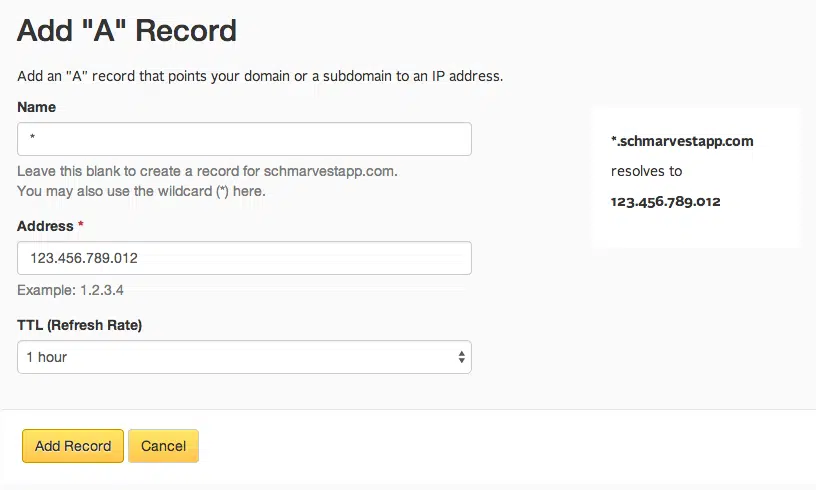 Add "A" Record
Add an "A" record that points your domain or a subdomain to an IP address.
Name
*
Leave this blank to create a record for schmarvestapp.com.
You may also use the wildcard (*) here.
*.schmarvestapp.com
resolves to
123.456.789.012
Address *
123.456.789.012
Example: 1.2.3.4
TTL (Refresh Rate)
1 hour
Add Record
Cancel